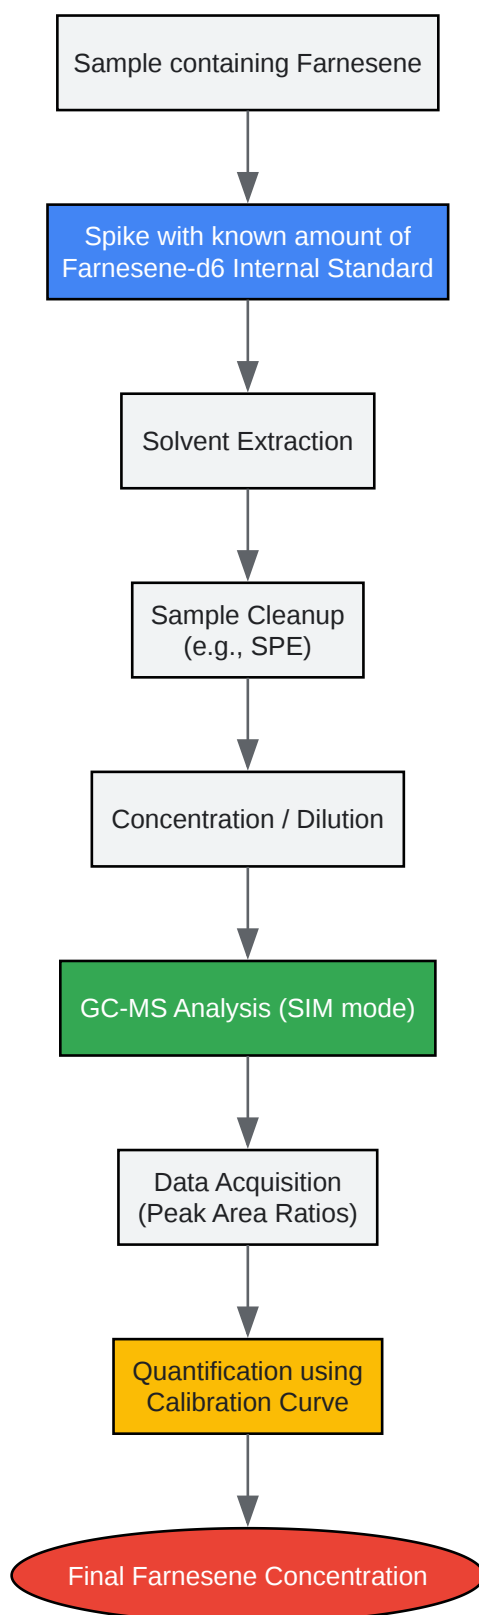 Sample containing Farnesene
Spike with known amount of
Farnesene-d6 Internal Standard
Solvent Extraction
Sample Cleanup
(e.g., SPE)
Concentration / Dilution
GC-MS Analysis (SIM mode)
Data Acquisition
(Peak Area Ratios)
Quantification using
Calibration Curve
Final Farnesene Concentration